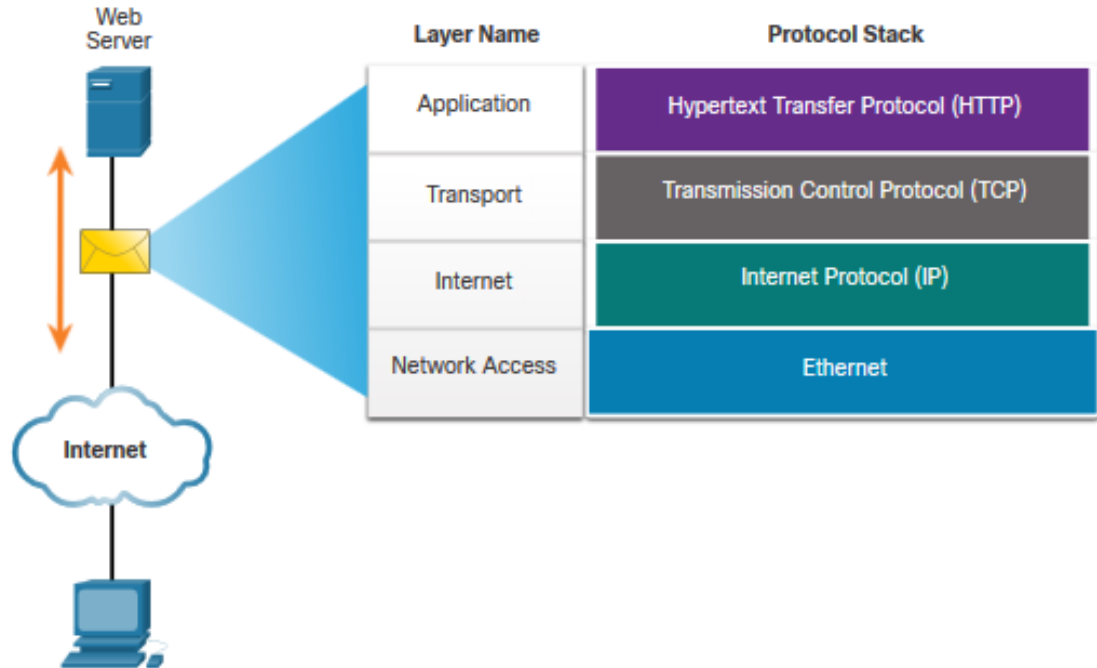 Web
Server
Layer Name
Protocol Stack
Application
Hypertext Transfer Protocol (HTTP)
Transport
Transmission Control Protocol (TCP)
Internet
Internet Protocol (IP)
Network Access
Ethernet
Internet